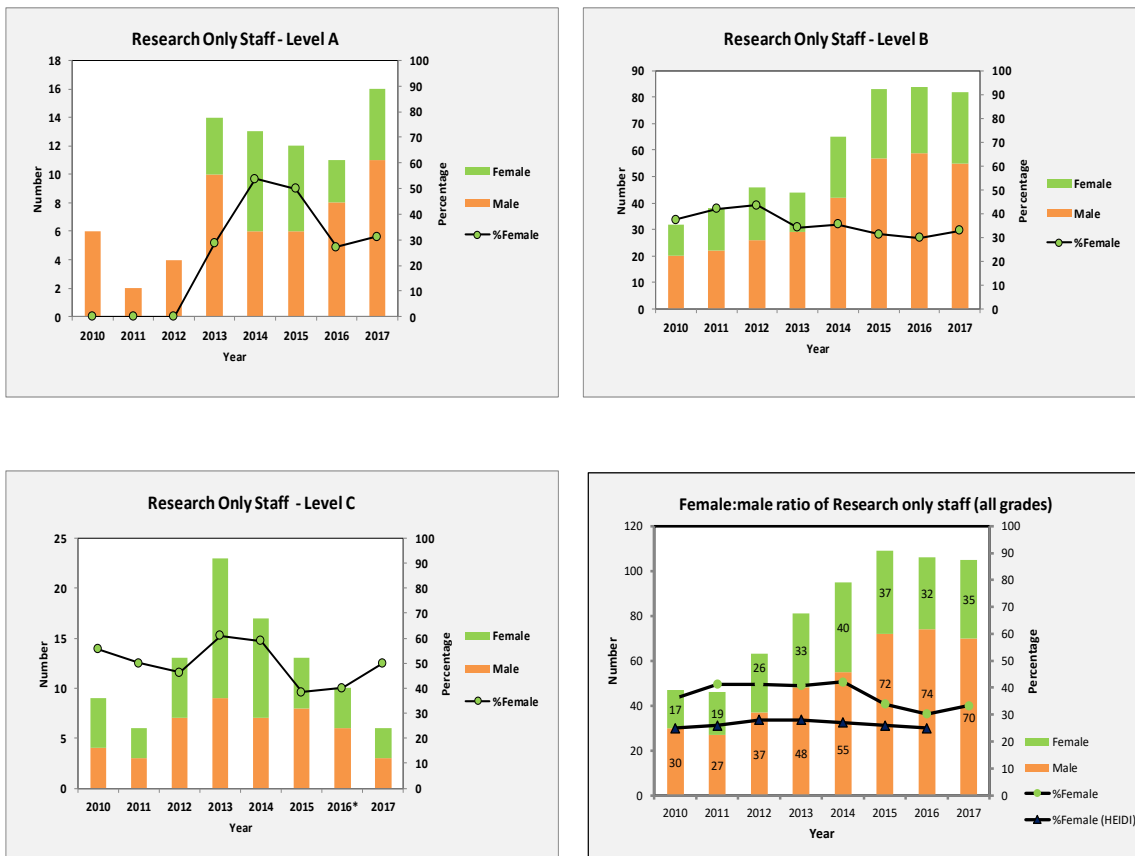 Research Only Staff - Level A
18
16
14
12
10
8
6
4
2
0
Number
100
90
80
70
60
50
40
30
20
10
0
Percentage
2010 2011 2012 2013 2014 2015 2016 2017
Year
Female
Male
%Female
Research Only Staff - Level B
90
80
70
60
50
40
30
20
10
0
Number
100
90
80
70
60
50
40
30
20
10
0
Percentage
2010 2011 2012 2013 2014 2015 2016 2017
Year
Female
Male
%Female
Research Only Staff - Level C
25
20
15
10
5
0
Number
100
90
80
70
60
50
40
30
20
10
0
Percentage
2010 2011 2012 2013 2014 2015 2016* 2017
Year
Female
Male
%Female
Female:male ratio of Research only staff (all grades)
120
100
80
60
40
20
0
Number
17 19 26 33 40 37 32 35
30 27 37 48 55 72 74 70
100
90
80
70
60
50
40
30
20
10
0
Percentage
2010 2011 2012 2013 2014 2015 2016 2017
Year
Female
Male
%Female
%Female (HEIDI)